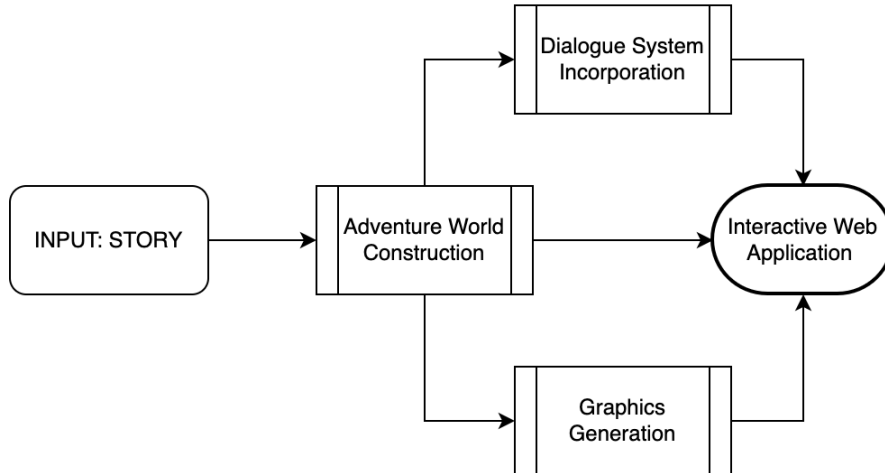 Dialogue System
Incorporation
INPUT: STORY
Adventure World
Construction
Interactive Web
Application
Graphics
Generation